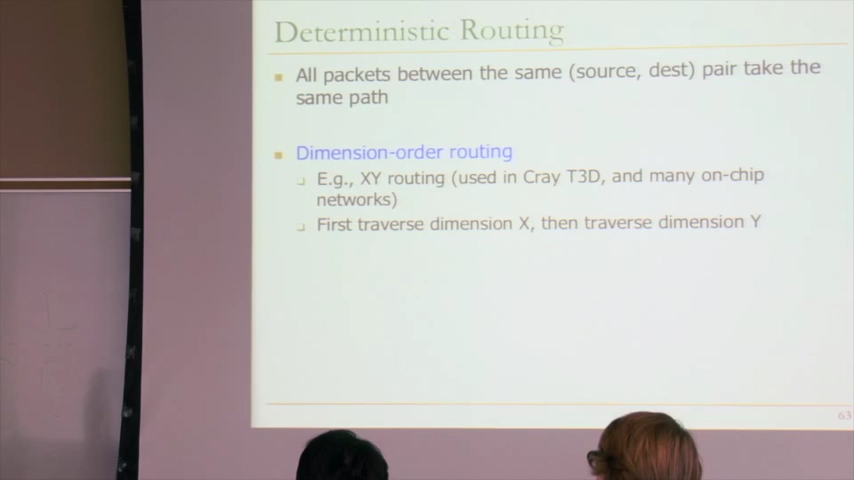 Deterministic Routing
All packets between the same (source, dest) pair take the
same path
Dimension-order routing
E.g., XY routing (used in Cray T3D, and many on-chip
networks)
First traverse dimension X, then traverse dimension Y
63